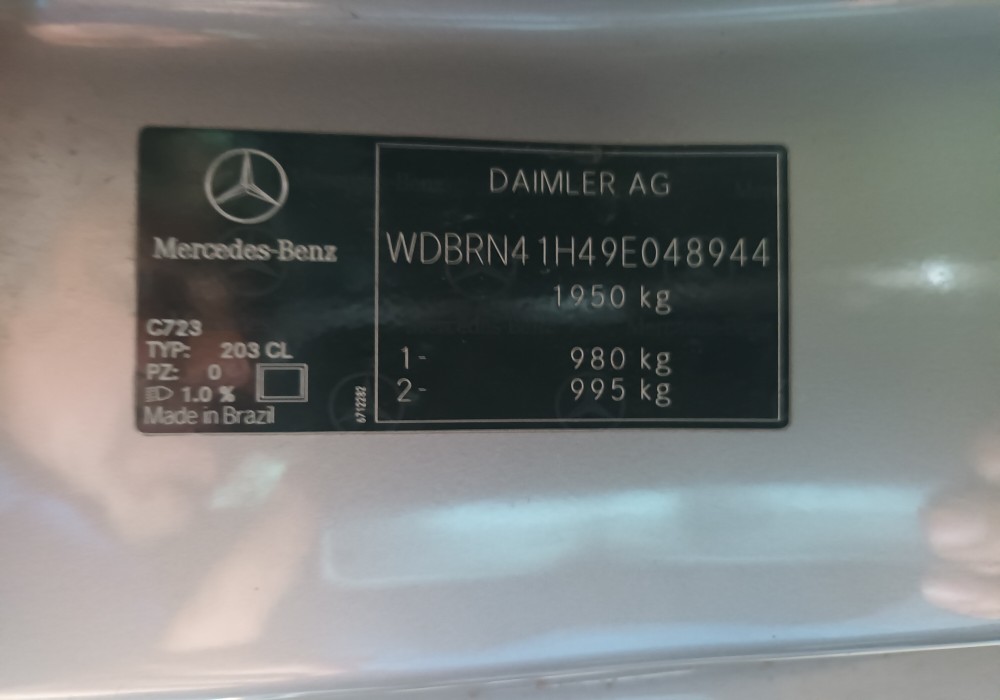 Mercedes-Benz
C723
TYP: 203 CL
PZ: 0
1.0 %
Made in Brazil
6712282
DAIMLER AG
WDBRN41H49E048944
1950 kg
1- 980 kg
2- 995 kg